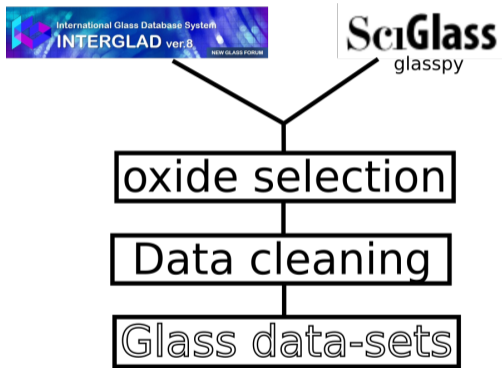 International Glass Database System
INTERGLAD ver.8
NEW GLASS FORUM
SciGlass
glasspy
oxide selection
Data cleaning
Glass data-sets